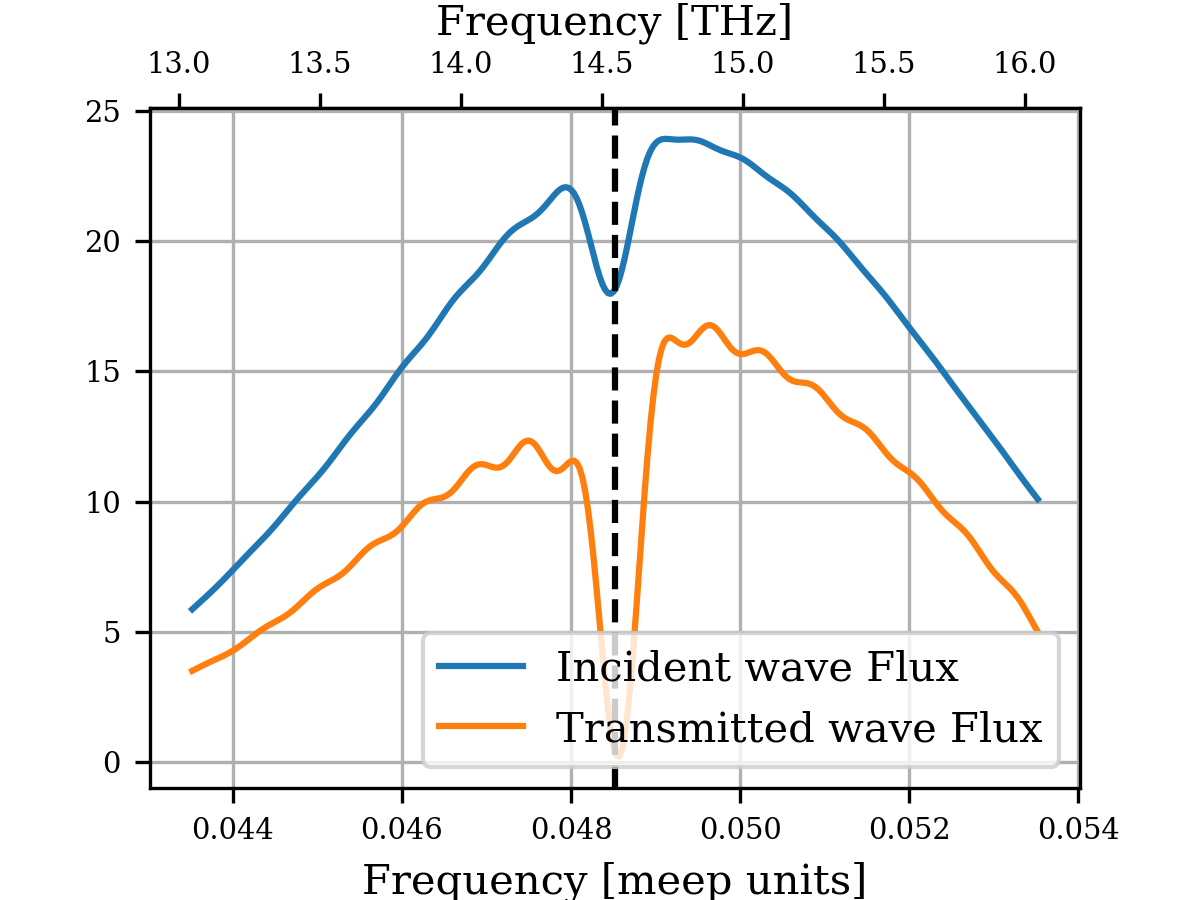 Frequency [THz]
13.0 13.5 14.0 14.5 15.0 15.5 16.0
25
20
15
10
5
0
Incident wave Flux
Transmitted wave Flux
0.044 0.046 0.048 0.050 0.052 0.054
Frequency [meep units]